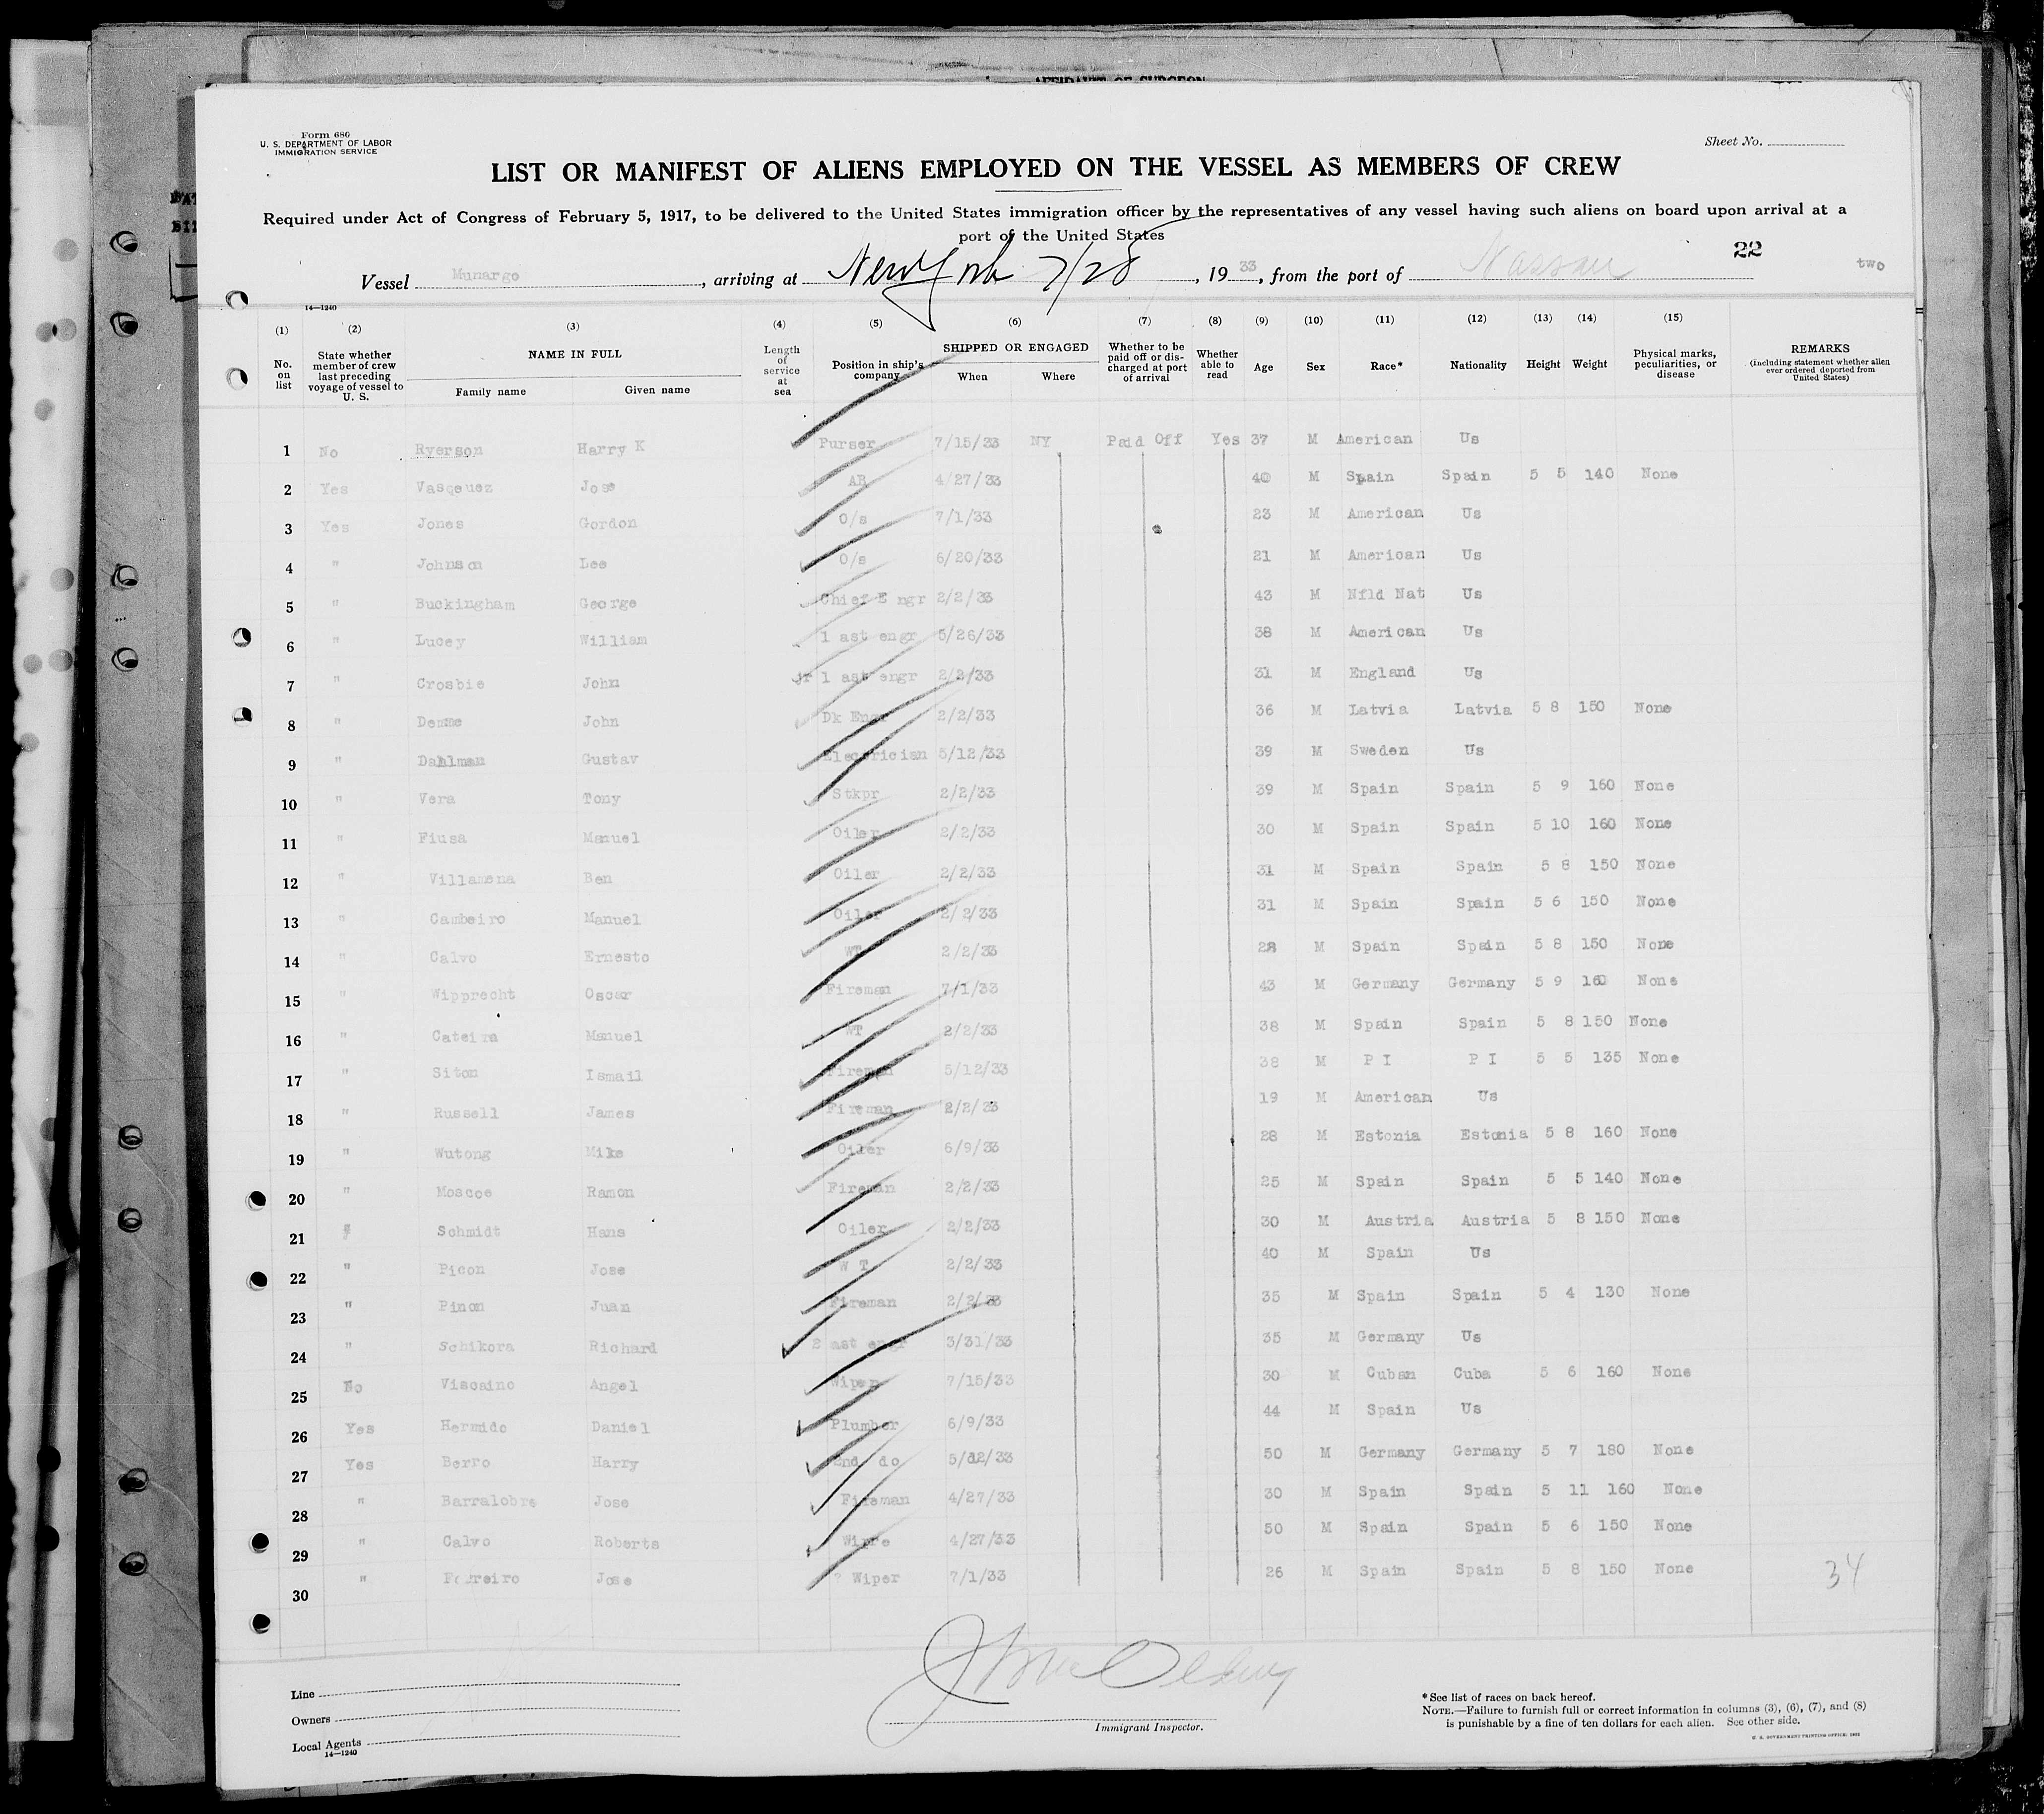 AFFIDAVIT OF SURGEON
Form 680
U. S. DEPARTMENT OF LABOR
IMMIGRATION SERVICE
Sheet No.
LIST OR MANIFEST OF ALIENS EMPLOYED ON THE VESSEL AS MEMBERS OF CREW
Required under Act of Congress of February 5, 1917, to be delivered to the United States immigration officer by the representatives of any vessel having such aliens on board upon arrival at a
port of the United States
22
two
Vessel Munargo, arriving at New York 7/28, 1933, from the port of Nassau
14—1240
(1) (2) (3) (4) (5) (6) (7) (8) (9) (10) (11) (12) (13) (14) (15)
No. on list State whether member of crew last preceding voyage of vessel to U. S. NAME IN FULL Family name Given name Length of service at sea Position in ship's company SHIPPED OR ENGAGED When Where Whether to be paid off or discharged at port of arrival Whether able to read Age Sex Race* Nationality Height Weight Physical marks, peculiarities, or disease REMARKS (including statement whether alien ever ordered deported from United States)
1 No Ryerson Harry K Purser 7/15/33 NY Paid Off Yes 37 M American Us
2 Yes Vasqeuez Jose AB 4/27/33 40 M Spain Spain 5 5 140 None
3 Yes Jones Gordon O/s 7/1/33 23 M American Us
4 " Johnson Lee O/s 6/20/33 21 M American Us
5 " Buckingham George Chief Engr 2/2/33 43 M Nfld Nat Us
6 " Lucey William 1 ast engr 5/26/33 38 M American Us
7 " Crosbie John jr 1 ast engr 2/2/33 31 M England Us
8 " Demme John Dk Engr 2/2/33 36 M Latvia Latvia 5 8 150 None
9 " Dahlman Gustav Electrician 5/12/33 39 M Sweden Us
10 " Vera Tony Stkpr 2/2/33 39 M Spain Spain 5 9 160 None
11 " Fiusa Manuel Oiler 2/2/33 30 M Spain Spain 5 10 160 None
12 " Villamena Ben Oiler 2/2/33 31 M Spain Spain 5 8 150 None
13 " Cambeiro Manuel Oiler 2/2/33 31 M Spain Spain 5 6 150 None
14 " Calvo Ernesto WT 2/2/33 28 M Spain Spain 5 8 150 None
15 " Wipprecht Oscar Fireman 7/1/33 43 M Germany Germany 5 9 160 None
16 " Cateira Manuel WT 2/2/33 38 M Spain Spain 5 8 150 None
17 " Siton Ismail Fireman 5/12/33 38 M P I P I 5 5 135 None
18 " Russell James Fireman 2/2/33 19 M American Us
19 " Wutong Mike Oiler 6/9/33 28 M Estonia Estonia 5 8 160 None
20 " Moscoe Ramon Fireman 2/2/33 25 M Spain Spain 5 5 140 None
21 " Schmidt Hans Oiler 2/2/33 30 M Austria Austria 5 8 150 None
22 " Picon Jose W T 2/2/33 40 M Spain Us
23 " Pinon Juan Fireman 2/2/33 35 M Spain Spain 5 4 130 None
24 " Schikora Richard 2 ast engr 3/31/33 35 M Germany Us
25 No Viscaino Angel Wiper 7/15/33 30 M Cuban Cuba 5 6 160 None
26 Yes Hermido Daniel Plumber 6/9/33 44 M Spain Us
27 Yes Berro Harry 2nd do 5/12/33 50 M Germany Germany 5 7 180 None
28 " Barralobre Jose Fireman 4/27/33 30 M Spain Spain 5 11 160 None
29 " Calvo Roberts Wipre 4/27/33 50 M Spain Spain 5 6 150 None
30 " Ferreiro Jose Wiper 7/1/33 26 M Spain Spain 5 8 150 None
34
Line
Owners
Local Agents
14—1240
Immigrant Inspector.
*See list of races on back hereof.
NOTE.—Failure to furnish full or correct information in columns (3), (6), (7), and (8)
is punishable by a fine of ten dollars for each alien. See other side.
U. S. GOVERNMENT PRINTING OFFICE: 1931